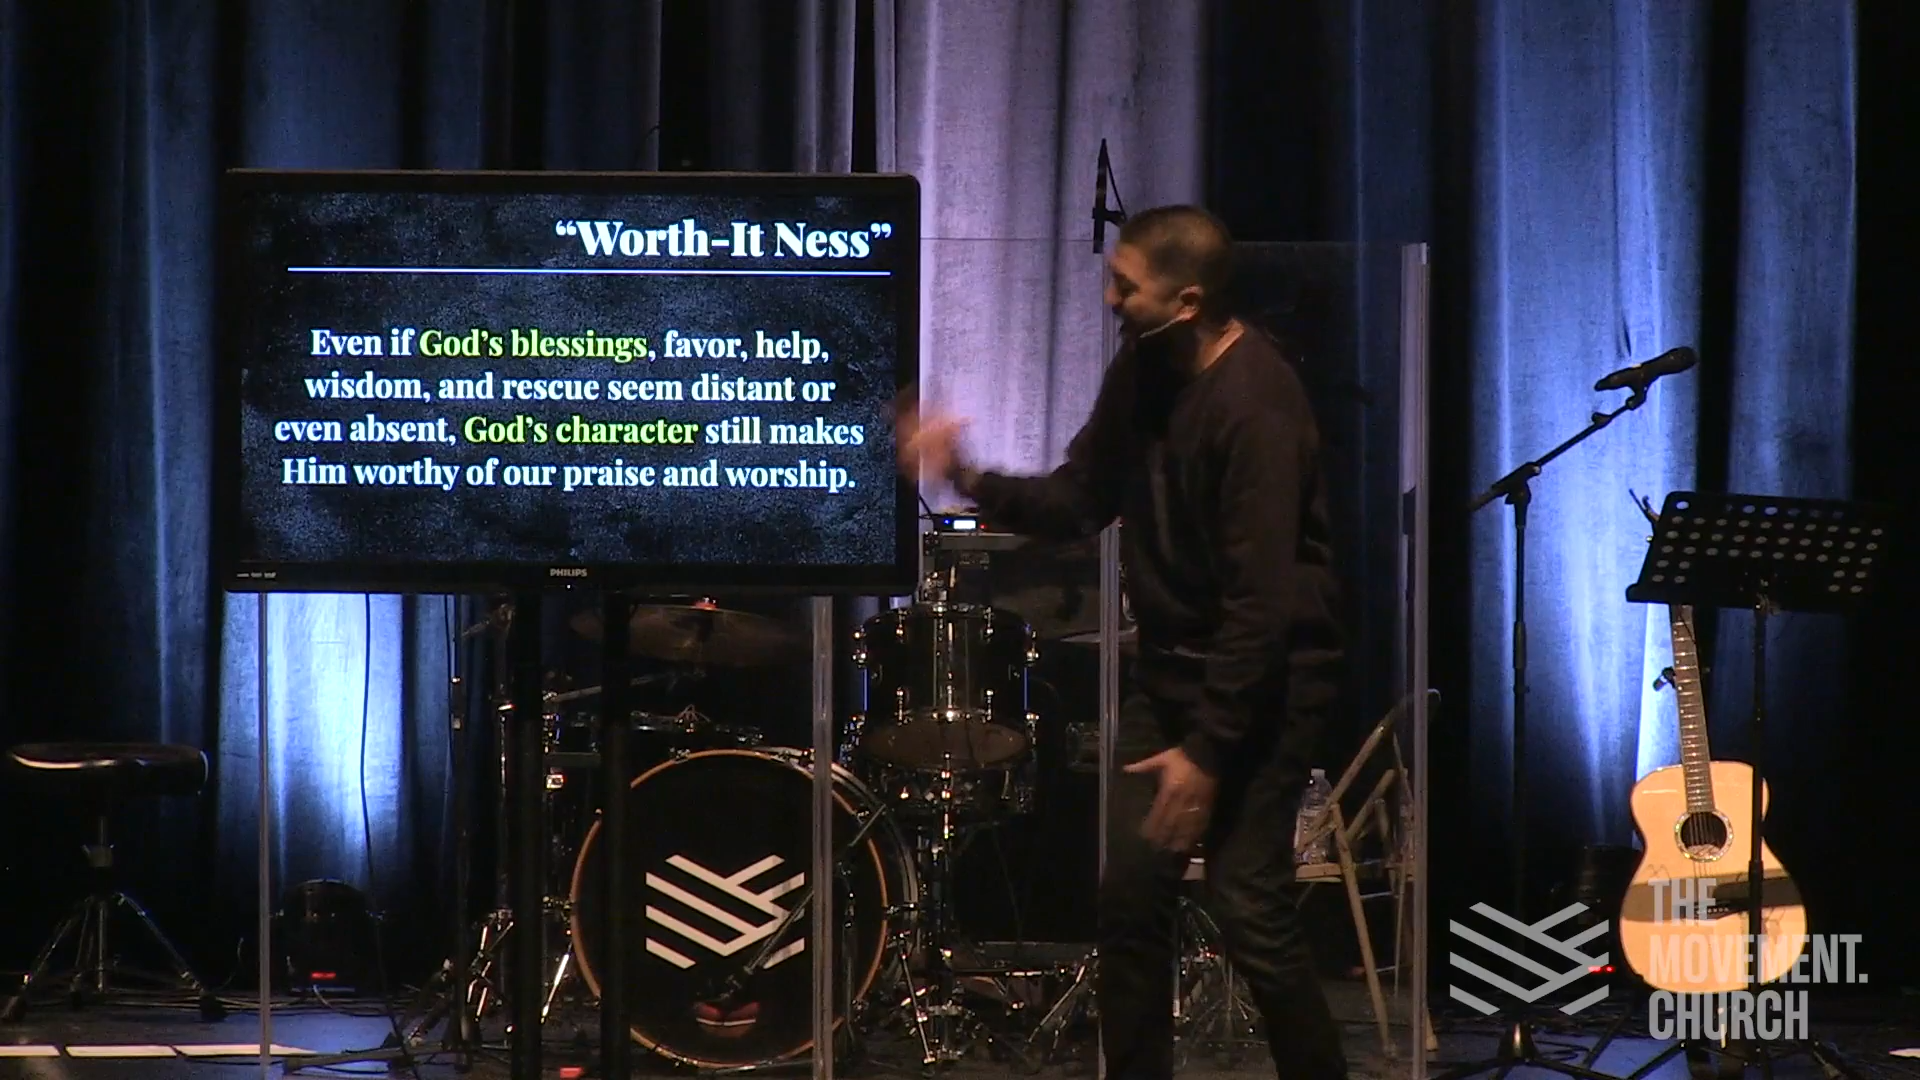 “Worth-It Ness”
Even if God’s blessings, favor, help,
wisdom, and rescue seem distant or
even absent, God’s character still makes
Him worthy of our praise and worship.
PHILIPS
THE
MOVEMENT.
CHURCH